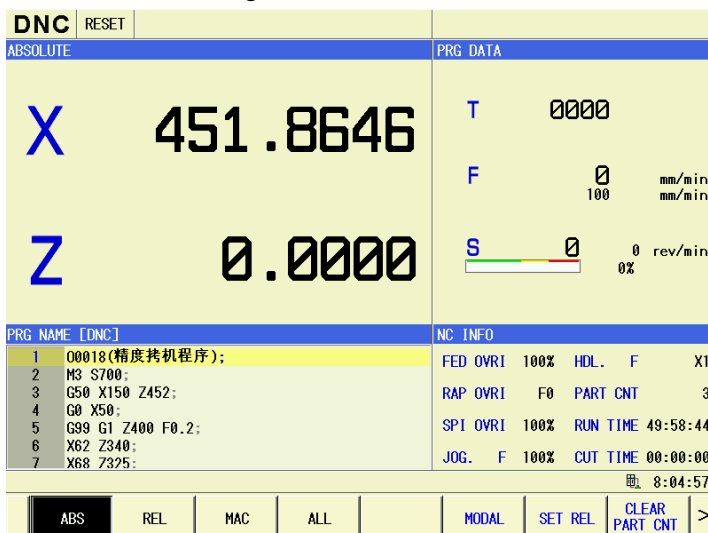 DNC RESET
ABSOLUTE
X 451.8646
Z 0.0000
PRG DATA
T 0000
F 0 mm/min
100 mm/min
S 0 0 rev/min
0%
PRG NAME [DNC]
1 O0018(精度拷机程序);
2 M3 S700;
3 G50 X150 Z452;
4 G0 X50;
5 G99 G1 Z400 F0.2;
6 X62 Z340;
7 X68 Z325;
NC INFO
FED OVRI 100% HDL. F X1
RAP OVRI F0 PART CNT 3
SPI OVRI 100% RUN TIME 49:58:44
JOG. F 100% CUT TIME 00:00:00
8:04:57
ABS REL MAC ALL MODAL SET REL CLEAR PART CNT >